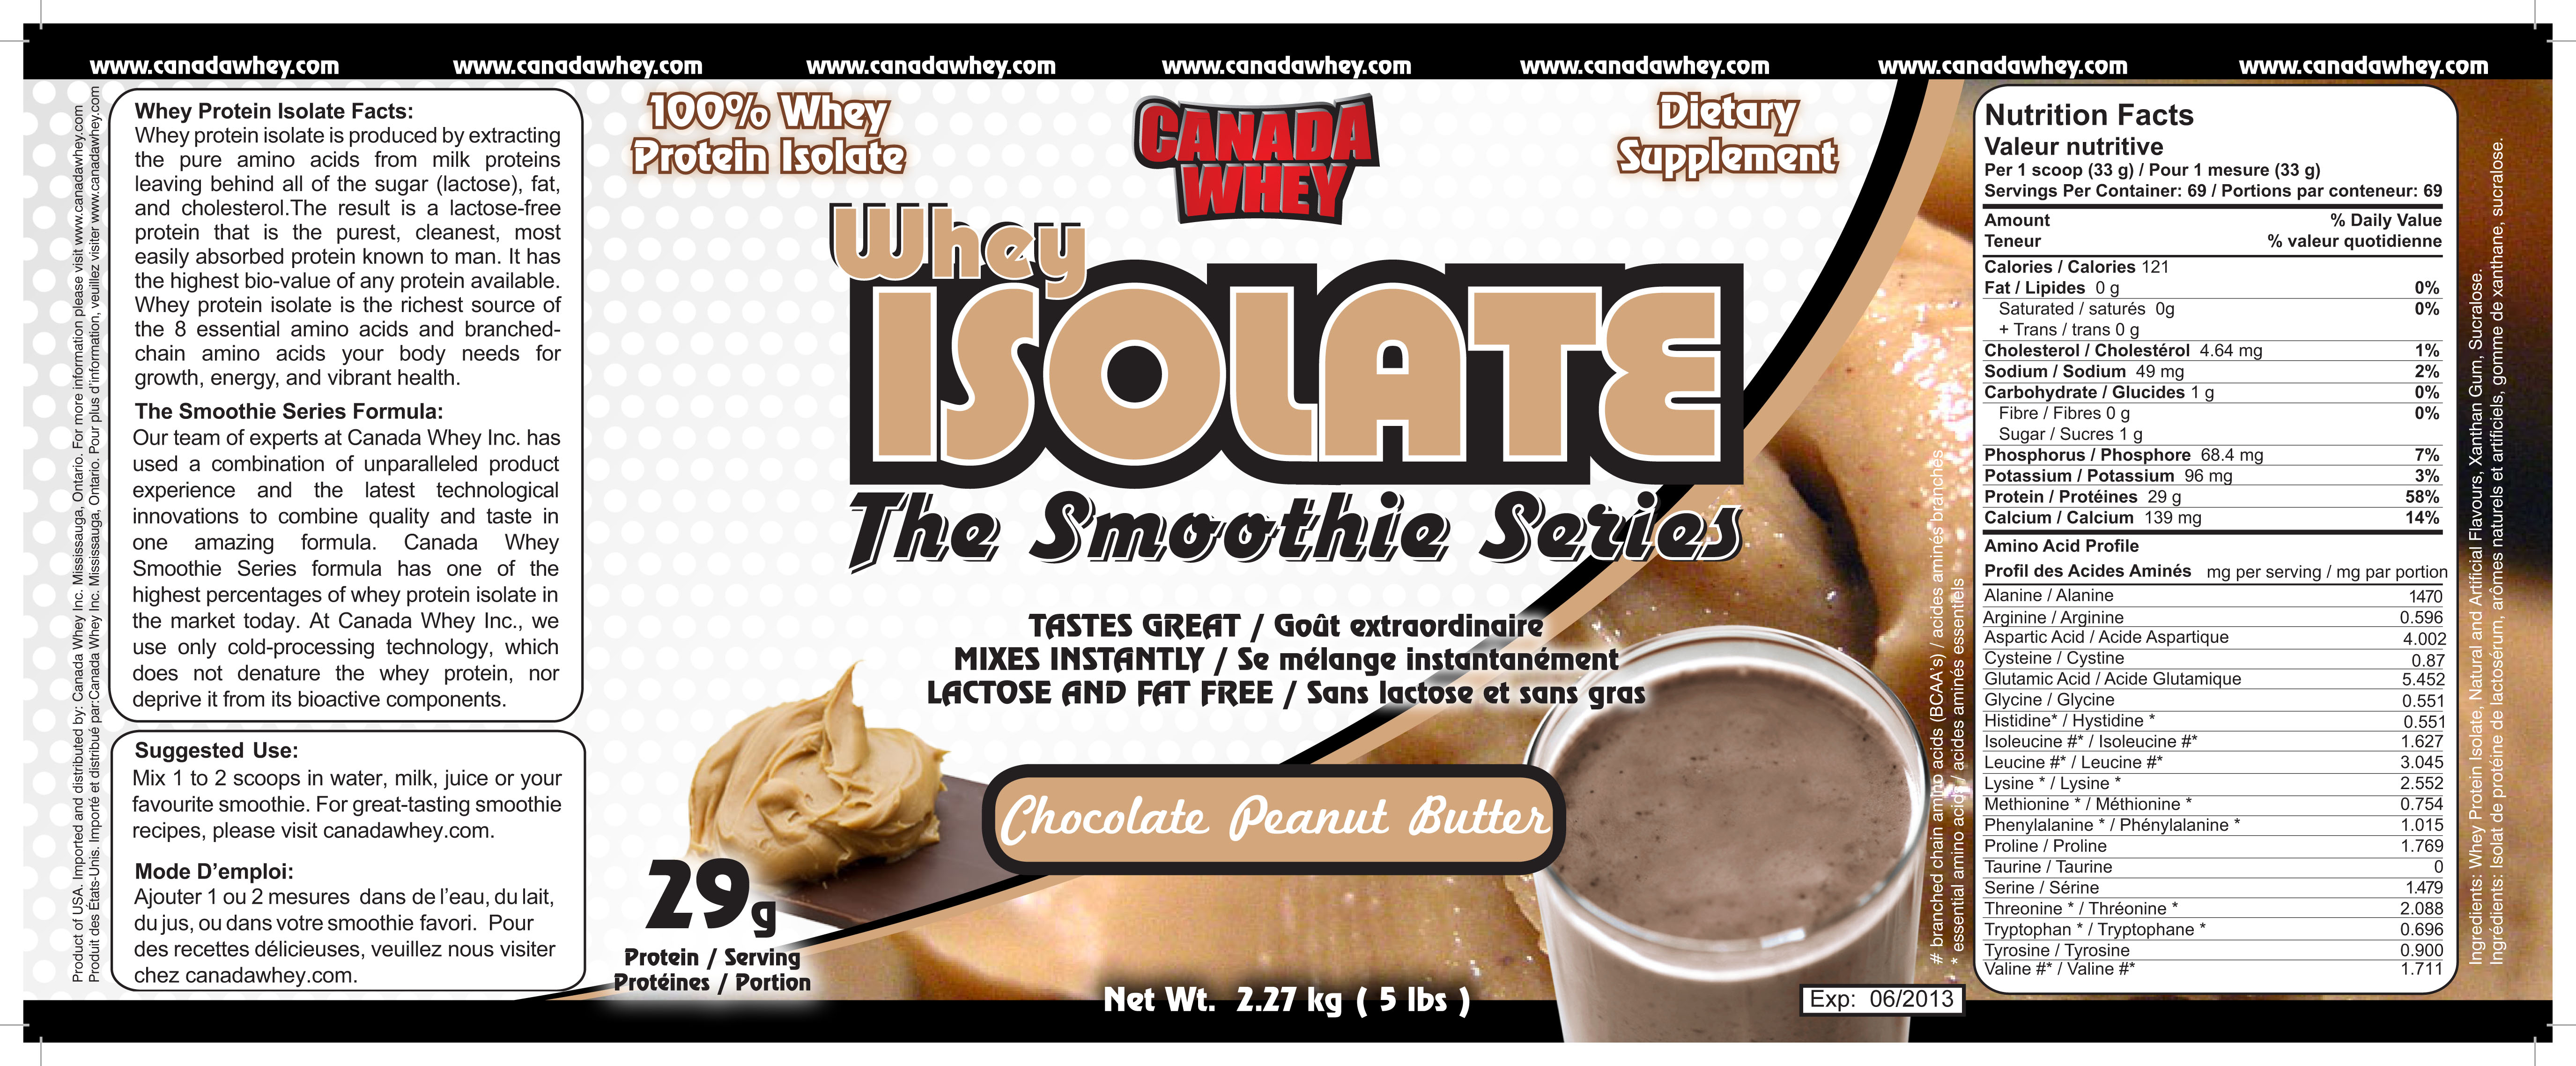 www.canadawhey.com www.canadawhey.com www.canadawhey.com www.canadawhey.com www.canadawhey.com www.canadawhey.com www.canadawhey.com
Product of USA. Imported and distributed by: Canada Whey Inc. Mississauga, Ontario. For more information please visit www.canadawhey.com
Produit des États-Unis. Importé et distribué par:Canada Whey Inc. Mississauga, Ontario. Pour plus d'information, veuillez visiter www.canadawhey.com
Whey Protein Isolate Facts:
Whey protein isolate is produced by extracting
the pure amino acids from milk proteins
leaving behind all of the sugar (lactose), fat,
and cholesterol.The result is a lactose-free
protein that is the purest, cleanest, most
easily absorbed protein known to man. It has
the highest bio-value of any protein available.
Whey protein isolate is the richest source of
the 8 essential amino acids and branched-
chain amino acids your body needs for
growth, energy, and vibrant health.
The Smoothie Series Formula:
Our team of experts at Canada Whey Inc. has
used a combination of unparalleled product
experience and the latest technological
innovations to combine quality and taste in
one amazing formula. Canada Whey
Smoothie Series formula has one of the
highest percentages of whey protein isolate in
the market today. At Canada Whey Inc., we
use only cold-processing technology, which
does not denature the whey protein, nor
deprive it from its bioactive components.
Suggested Use:
Mix 1 to 2 scoops in water, milk, juice or your
favourite smoothie. For great-tasting smoothie
recipes, please visit canadawhey.com.
Mode D'emploi:
Ajouter 1 ou 2 mesures dans de l'eau, du lait,
du jus, ou dans votre smoothie favori. Pour
des recettes délicieuses, veuillez nous visiter
chez canadawhey.com.
100% Whey
Protein Isolate
CANADA
WHEY
Dietary
Supplement
Whey
ISOLATE
The Smoothie Series
TASTES GREAT / Goût extraordinaire
MIXES INSTANTLY / Se mélange instantanément
LACTOSE AND FAT FREE / Sans lactose et sans gras
Chocolate Peanut Butter
29g
Protein / Serving
Protéines / Portion
Net Wt. 2.27 kg ( 5 lbs )
Exp: 06/2013
# branched chain amino acids (BCAA's) / acides aminés branchés
* essential amino acids / acides aminés essentiels
Nutrition Facts
Valeur nutritive
Per 1 scoop (33 g) / Pour 1 mesure (33 g)
Servings Per Container: 69 / Portions par conteneur: 69
Amount % Daily Value
Teneur % valeur quotidienne
Calories / Calories 121
Fat / Lipides 0 g 0%
Saturated / saturés 0g 0%
+ Trans / trans 0 g
Cholesterol / Cholestérol 4.64 mg 1%
Sodium / Sodium 49 mg 2%
Carbohydrate / Glucides 1 g 0%
Fibre / Fibres 0 g 0%
Sugar / Sucres 1 g
Phosphorus / Phosphore 68.4 mg 7%
Potassium / Potassium 96 mg 3%
Protein / Protéines 29 g 58%
Calcium / Calcium 139 mg 14%
Amino Acid Profile
Profil des Acides Aminés mg per serving / mg par portion
Alanine / Alanine 1470
Arginine / Arginine 0.596
Aspartic Acid / Acide Aspartique 4.002
Cysteine / Cystine 0.87
Glutamic Acid / Acide Glutamique 5.452
Glycine / Glycine 0.551
Histidine* / Hystidine * 0.551
Isoleucine #* / Isoleucine #* 1.627
Leucine #* / Leucine #* 3.045
Lysine * / Lysine * 2.552
Methionine * / Méthionine * 0.754
Phenylalanine * / Phénylalanine * 1.015
Proline / Proline 1.769
Taurine / Taurine 0
Serine / Sérine 1.479
Threonine * / Thréonine * 2.088
Tryptophan * / Tryptophane * 0.696
Tyrosine / Tyrosine 0.900
Valine #* / Valine #* 1.711
Ingredients: Whey Protein Isolate, Natural and Artificial Flavours, Xanthan Gum, Sucralose.
Ingrédients: Isolat de protéine de lactosérum, arômes naturels et artificiels, gomme de xanthane, sucralose.